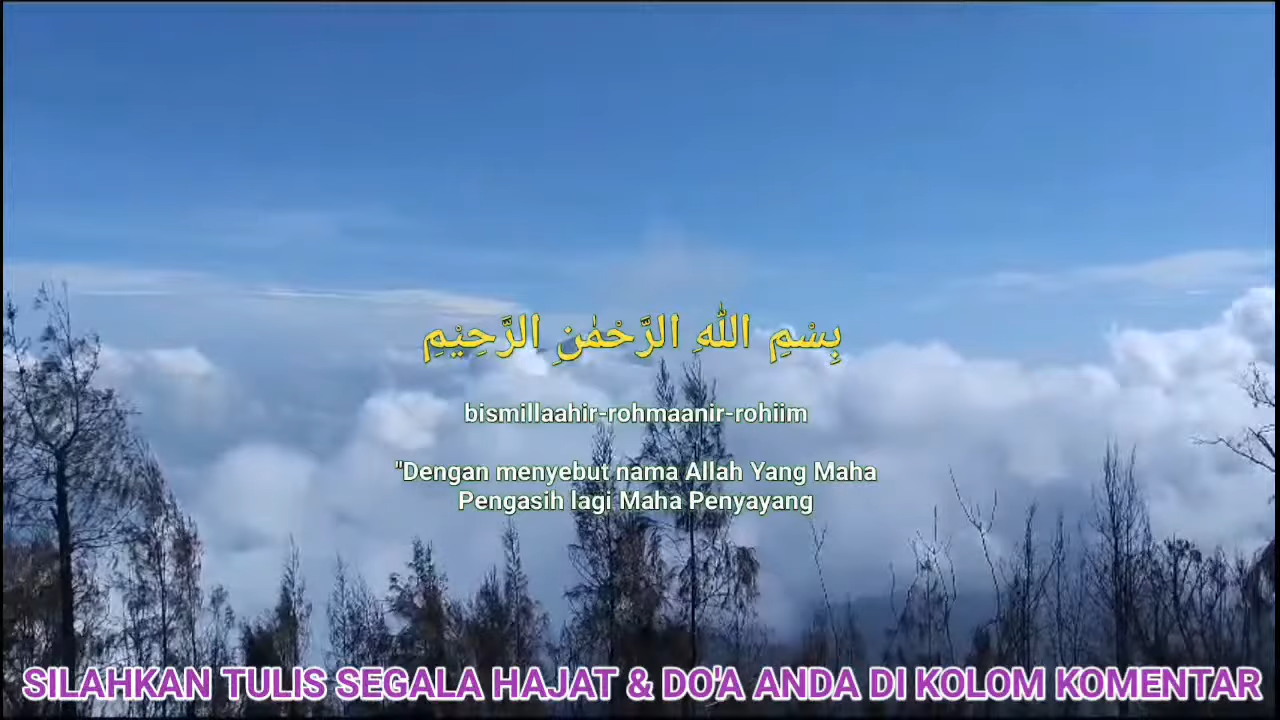 بِسْمِ اللّٰهِ الرَّحْمٰنِ الرَّحِيْمِ
bismillaahir-rohmaanir-rohiim
"Dengan menyebut nama Allah Yang Maha
Pengasih lagi Maha Penyayang
SILAHKAN TULIS SEGALA HAJAT & DO'A ANDA DI KOLOM KOMENTAR